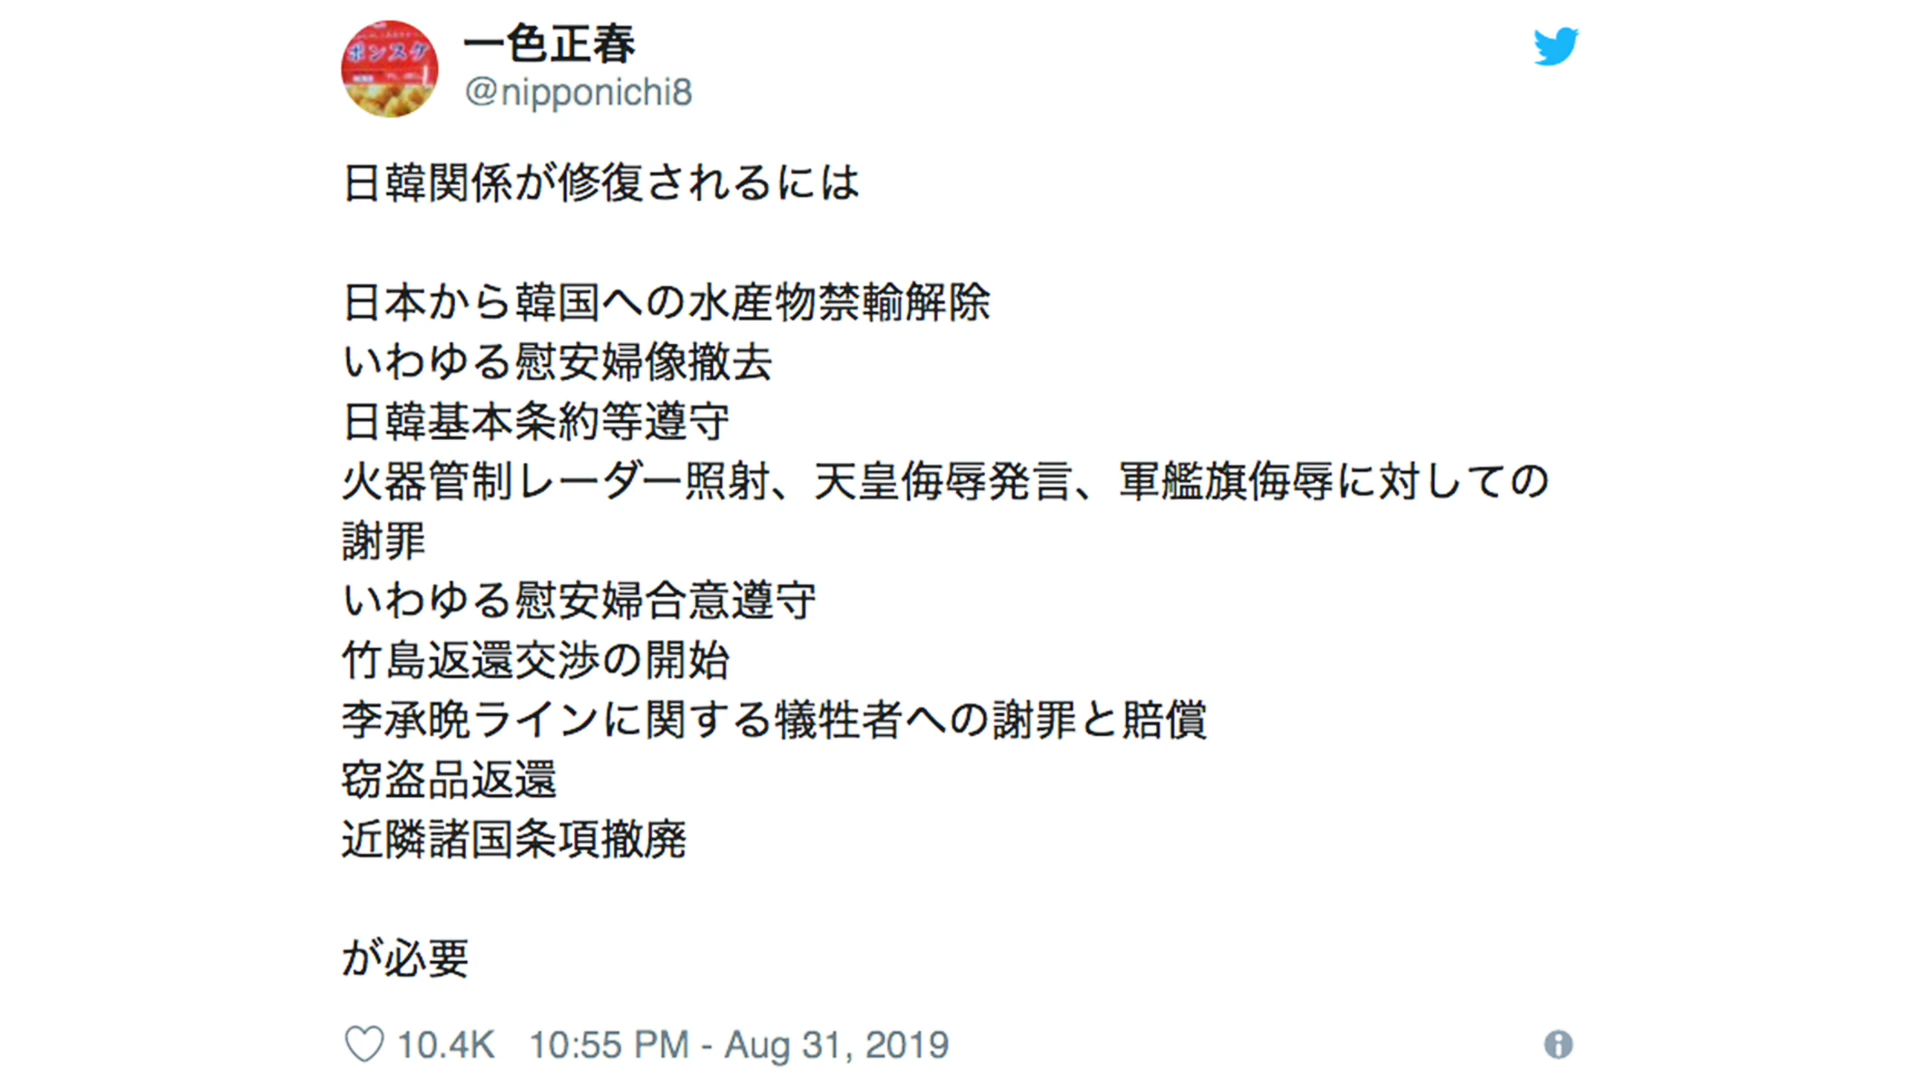 ポンスケ
一色正春
@nipponichi8
日韓関係が修復されるには
日本から韓国への水産物禁輸解除
いわゆる慰安婦像撤去
日韓基本条約等遵守
火器管制レーダー照射、天皇侮辱発言、軍艦旗侮辱に対しての
謝罪
いわゆる慰安婦合意遵守
竹島返還交渉の開始
李承晩ラインに関する犠牲者への謝罪と賠償
窃盗品返還
近隣諸国条項撤廃
が必要
10.4K 10:55 PM - Aug 31, 2019